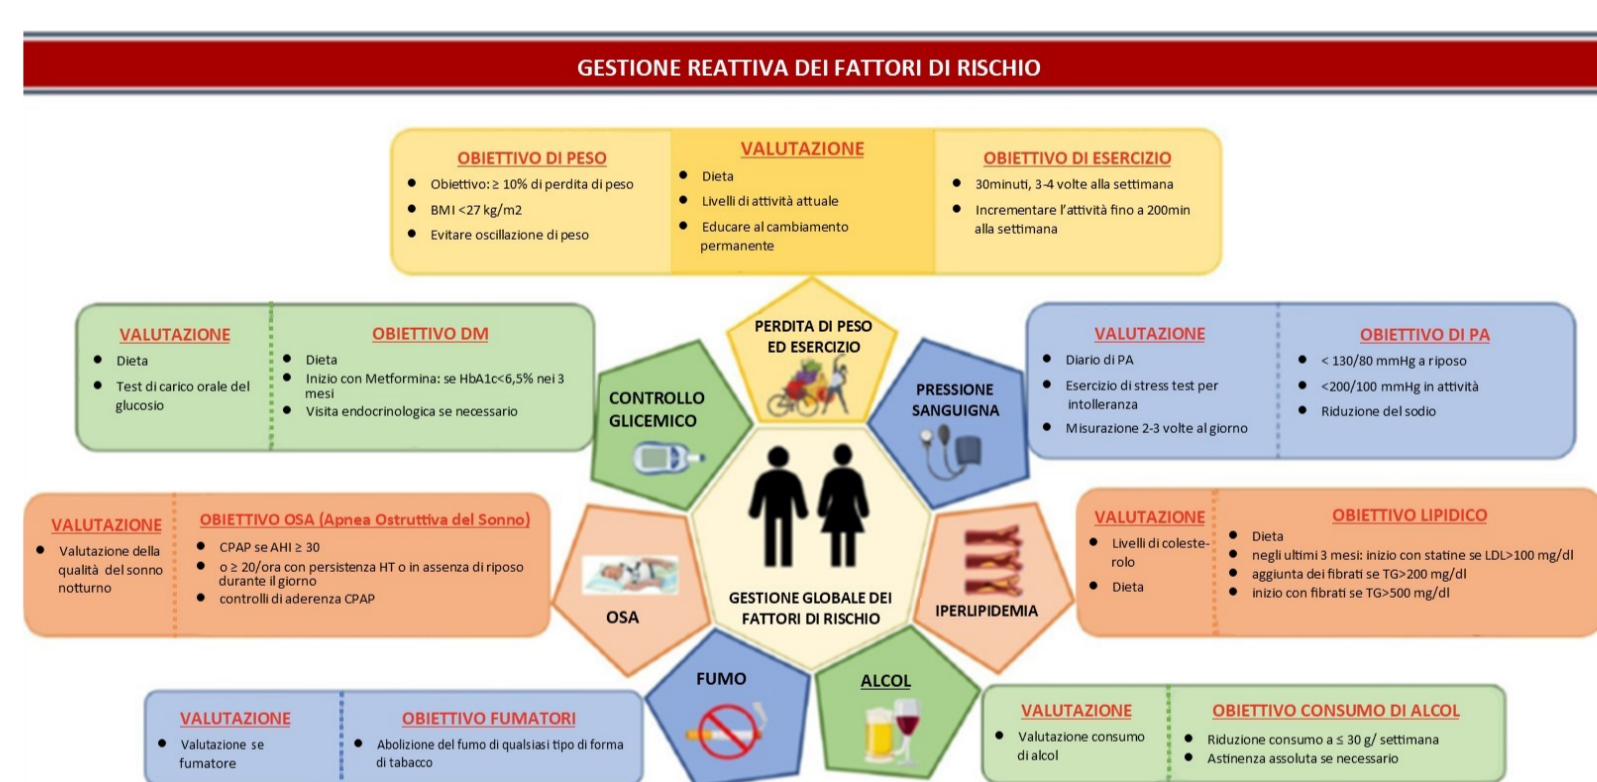 GESTIONE REATTIVA DEI FATTORI DI RISCHIO
OBIETTIVO DI PESO
● Obiettivo: ≥ 10% di perdita di peso
● BMI <27 kg/m2
● Evitare oscillazione di peso
VALUTAZIONE
● Dieta
● Livelli di attività attuale
● Educare al cambiamento
permanente
OBIETTIVO DI ESERCIZIO
● 30minuti, 3-4 volte alla settimana
● Incrementare l'attività fino a 200min
alla settimana
VALUTAZIONE
● Dieta
● Test di carico orale del
glucosio
OBIETTIVO DM
● Dieta
● Inizio con Metformina: se HbA1c<6,5% nei 3
mesi
● Visita endocrinologica se necessario
CONTROLLO
GLICEMICO
PERDITA DI PESO
ED ESERCIZIO
PRESSIONE
SANGUIGNA
VALUTAZIONE
● Diario di PA
● Esercizio di stress test per
intolleranza
● Misurazione 2-3 volte al giorno
OBIETTIVO DI PA
● < 130/80 mmHg a riposo
● <200/100 mmHg in attività
● Riduzione del sodio
VALUTAZIONE
● Valutazione della
qualità del sonno
notturno
OBIETTIVO OSA (Apnea Ostruttiva del Sonno)
● CPAP se AHI ≥ 30
● o ≥ 20/ora con persistenza HT o in assenza di riposo
durante il giorno
● controlli di aderenza CPAP
OSA
GESTIONE GLOBALE DEI
FATTORI DI RISCHIO
IPERLIPIDEMIA
VALUTAZIONE
● Livelli di coleste-
rolo
● Dieta
OBIETTIVO LIPIDICO
● Dieta
● negli ultimi 3 mesi: inizio con statine se LDL>100 mg/dl
● aggiunta dei fibrati se TG>200 mg/dl
● inizio con fibrati se TG>500 mg/dl
FUMO
ALCOL
VALUTAZIONE
● Valutazione se
fumatore
OBIETTIVO FUMATORI
● Abolizione del fumo di qualsiasi tipo di forma
di tabacco
VALUTAZIONE
● Valutazione consumo
di alcol
OBIETTIVO CONSUMO DI ALCOL
● Riduzione consumo a ≤ 30 g/ settimana
● Astinenza assoluta se necessario